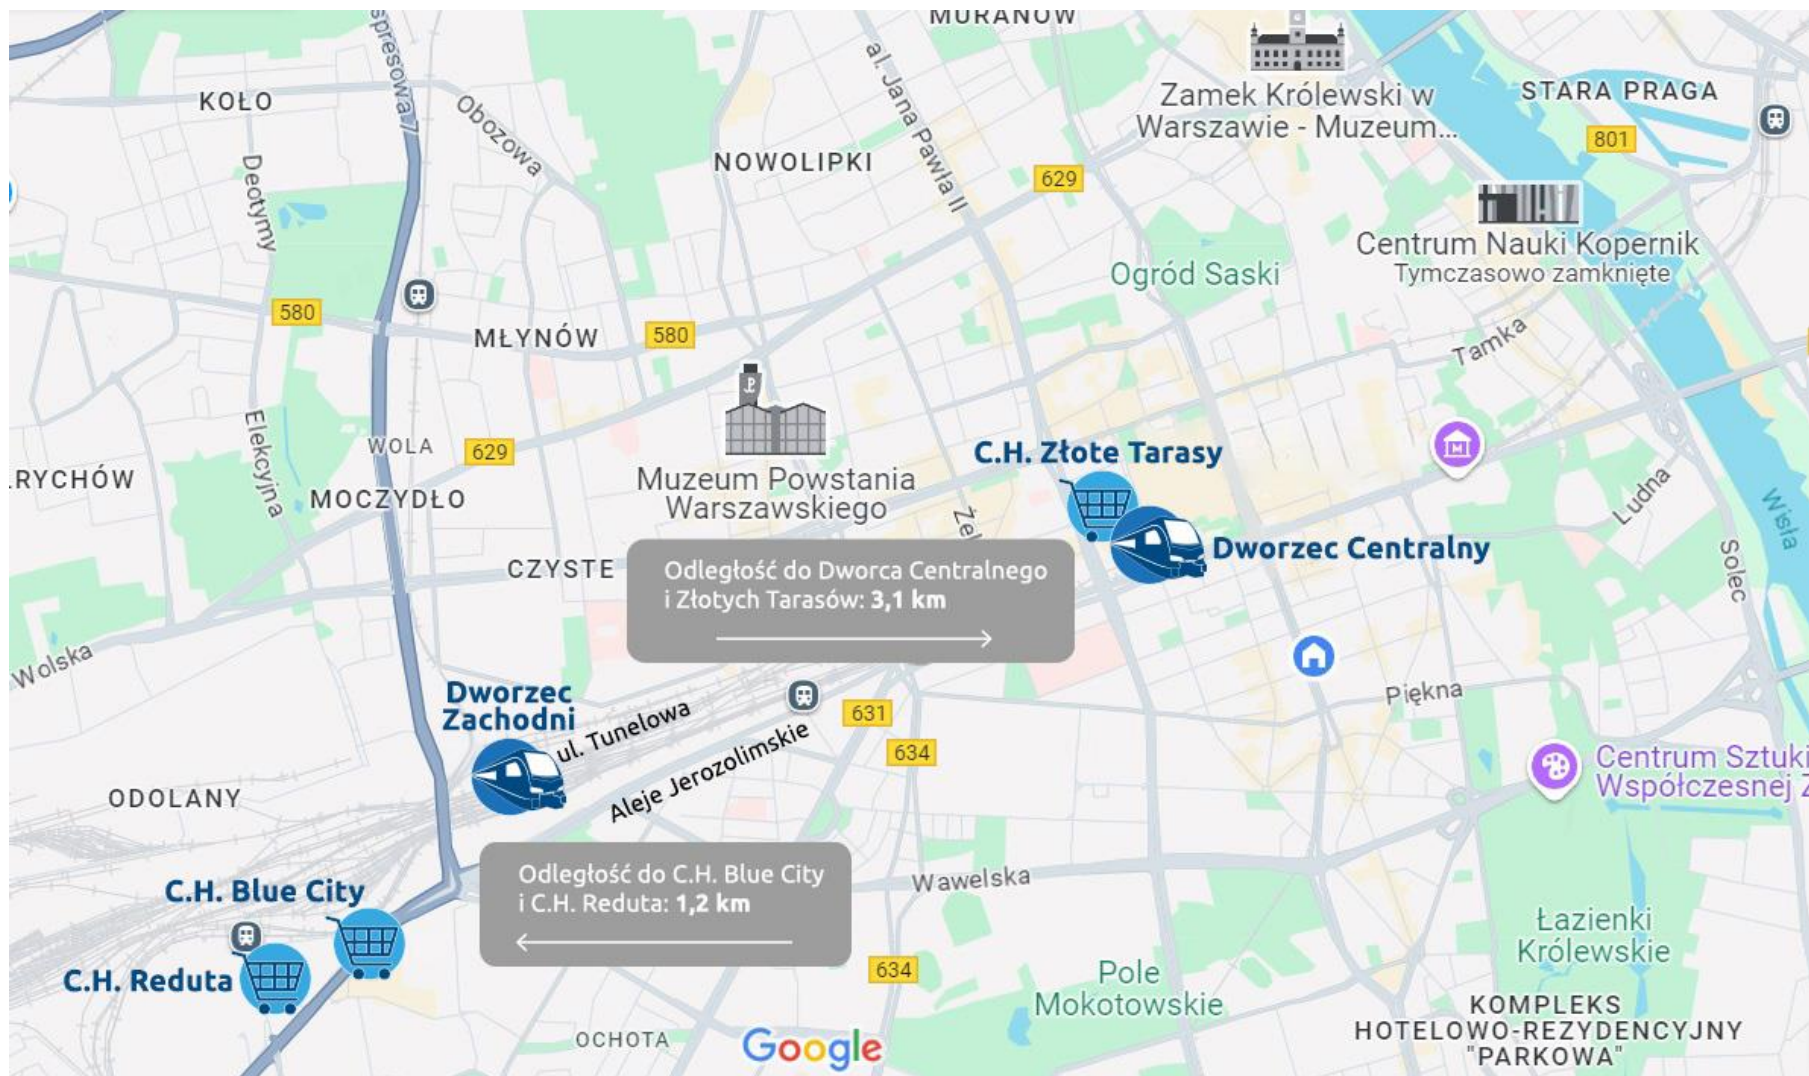 MURANÓW
spresowa 7
KOŁO
Obozowa
al. Jana Pawła II
Zamek Królewski w
Warszawie - Muzeum...
STARA PRAGA
801
Deotymy
NOWOLIPKI
629
Centrum Nauki Kopernik
Tymczasowo zamknięte
Ogród Saski
580
MŁYNÓW
580
Tamka
Elekcyjna
WOLA
629
RYCHÓW
MOCZYDŁO
Muzeum Powstania
Warszawskiego
C.H. Złote Tarasy
Żel
Ludna
Wisła
Solec
Dworzec Centralny
CZYSTE
Odległość do Dworca Centralnego
i Złotych Tarasów: 3,1 km
Wolska
Dworzec
Zachodni
ul. Tunelowa
Aleje Jerozolimskie
631
634
Piękna
Centrum Sztuki
Współczesnej Z
ODOLANY
Odległość do C.H. Blue City
i C.H. Reduta: 1,2 km
Wawelska
C.H. Blue City
C.H. Reduta
634
Pole
Mokotowskie
Łazienki
Królewskie
KOMPLEKS
HOTELOWO-REZYDENCYJNY
"PARKOWA"
OCHOTA
Google